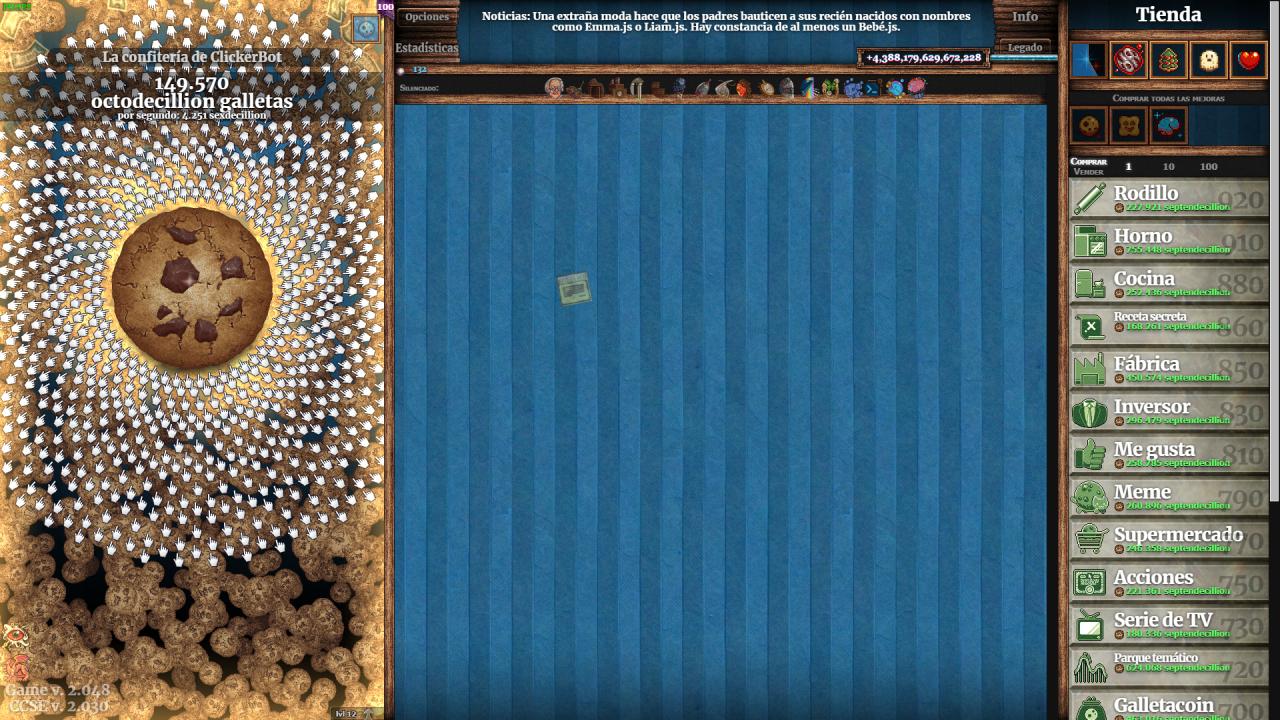 100
Opciones
Estadísticas
Noticias: Una extraña moda hace que los padres bauticen a sus recién nacidos con nombres
como Emma.js o Liam.js. Hay constancia de al menos un Bebé.js.
Info
Legado
+4,388,179,629,672,228
132
Silenciado:
La confitería de ClickerBot
149.570
octodecillion galletas
por segundo: 4.251 sexdecillion
Game v. 2.048
CCSE v. 2.030
lvl 12
Tienda
Comprar todas las mejoras
Comprar 1 10 100
Vender
Rodillo 920
227.921 septendecillion
Horno 910
755.448 septendecillion
Cocina 880
252.436 septendecillion
Receta secreta 860
168.261 septendecillion
Fábrica 850
450.574 septendecillion
Inversor 830
296.479 septendecillion
Me gusta 810
258.785 septendecillion
Meme 790
260.896 septendecillion
Supermercado 770
246.358 septendecillion
Acciones 750
221.361 septendecillion
Serie de TV 730
180.336 septendecillion
Parque temático 720
624.068 septendecillion
Galletacoin 700
septendecillion